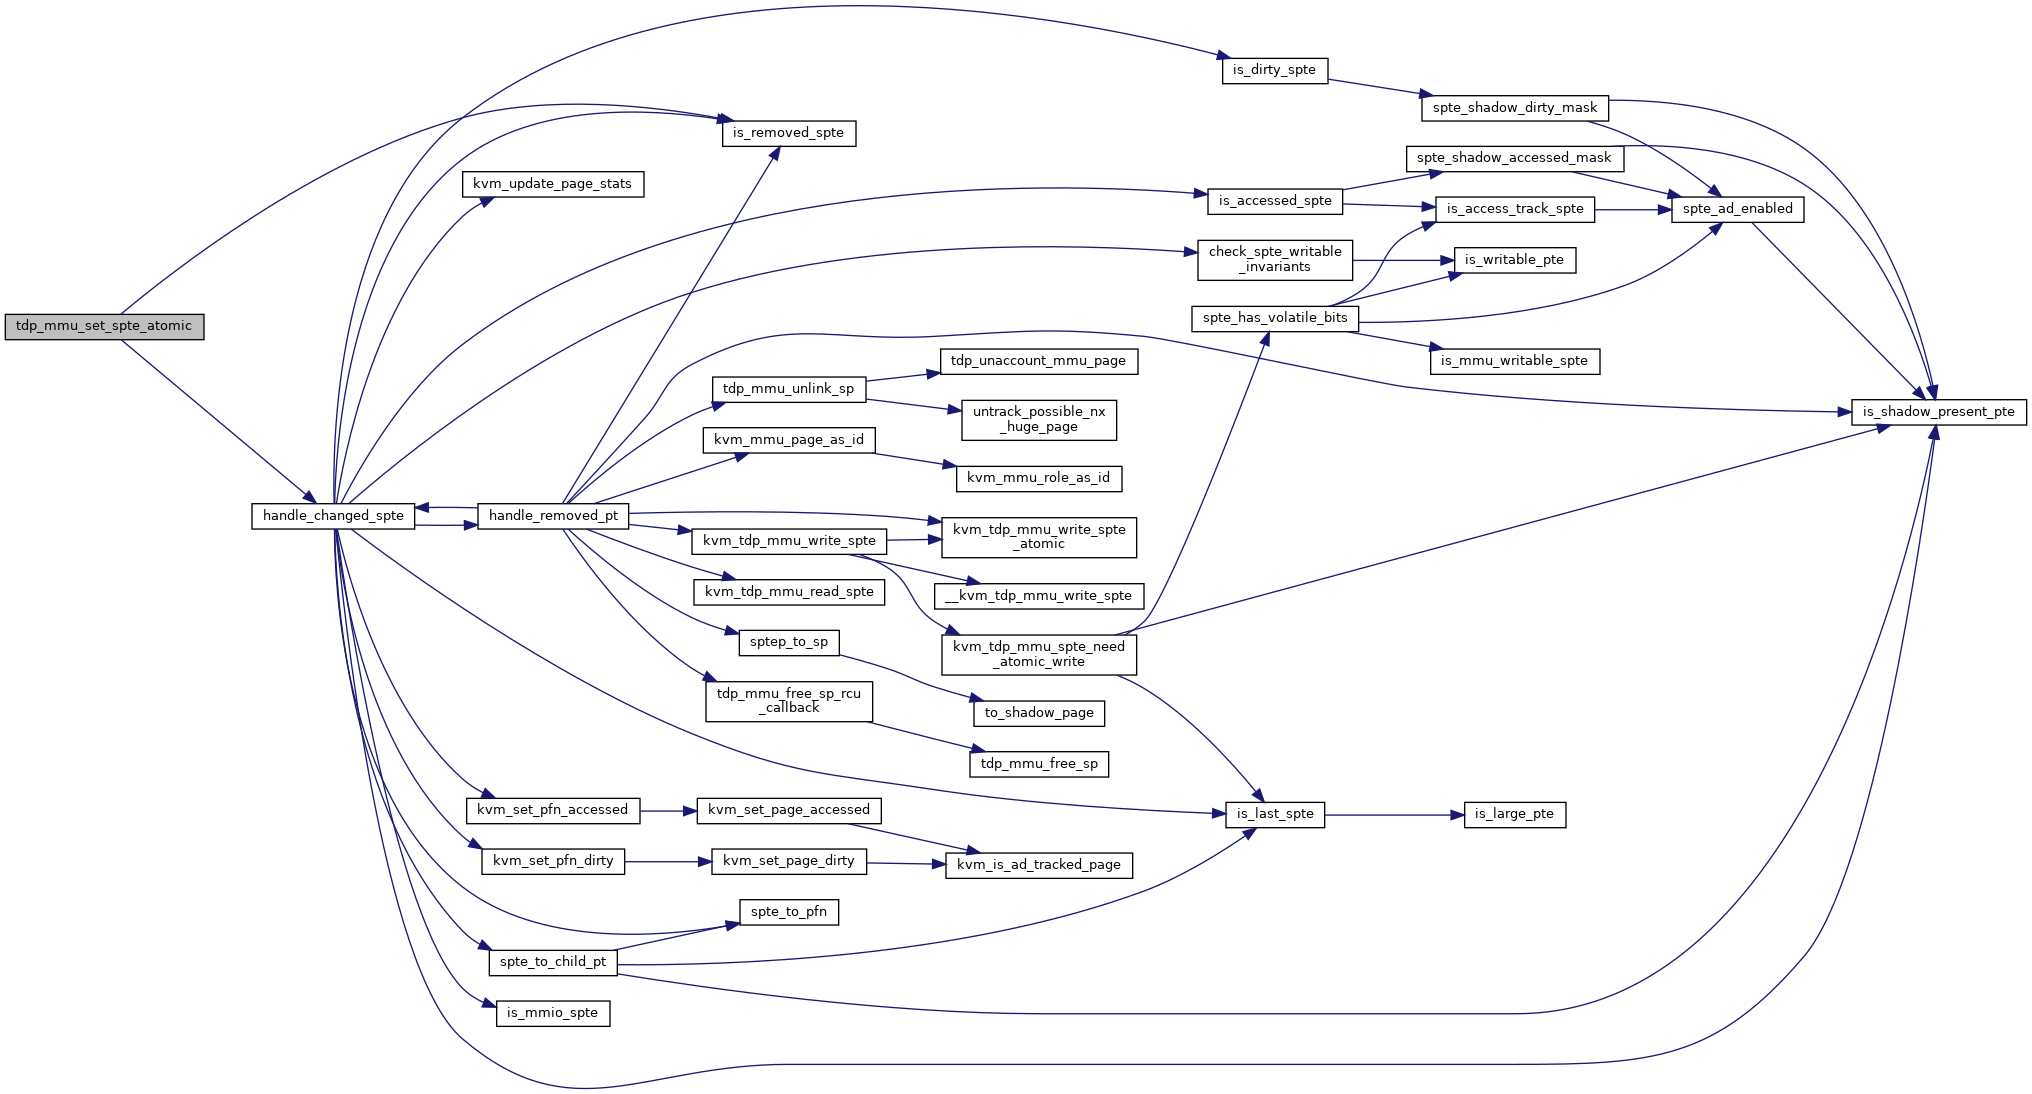 is_dirty_spte
spte_shadow_dirty_mask
is_removed_spte
spte_shadow_accessed_mask
kvm_update_page_stats
is_accessed_spte
is_access_track_spte
spte_ad_enabled
check_spte_writable
_invariants
is_writable_pte
tdp_mmu_set_spte_atomic
spte_has_volatile_bits
is_mmu_writable_spte
tdp_unaccount_mmu_page
tdp_mmu_unlink_sp
untrack_possible_nx
_huge_page
is_shadow_present_pte
kvm_mmu_page_as_id
kvm_mmu_role_as_id
handle_changed_spte
handle_removed_pt
kvm_tdp_mmu_write_spte
_atomic
kvm_tdp_mmu_write_spte
kvm_tdp_mmu_read_spte
__kvm_tdp_mmu_write_spte
sptep_to_sp
kvm_tdp_mmu_spte_need
_atomic_write
tdp_mmu_free_sp_rcu
_callback
to_shadow_page
tdp_mmu_free_sp
kvm_set_pfn_accessed
kvm_set_page_accessed
is_last_spte
is_large_pte
kvm_set_pfn_dirty
kvm_set_page_dirty
kvm_is_ad_tracked_page
spte_to_pfn
spte_to_child_pt
is_mmio_spte